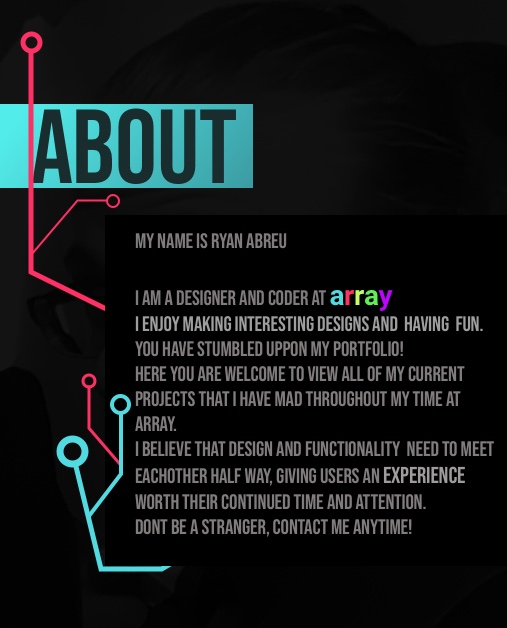 ABOUT
MY NAME IS RYAN ABREU
I AM A DESIGNER AND CODER AT array
I ENJOY MAKING INTERESTING DESIGNS AND HAVING FUN.
YOU HAVE STUMBLED UPPON MY PORTFOLIO!
HERE YOU ARE WELCOME TO VIEW ALL OF MY CURRENT
PROJECTS THAT I HAVE MAD THROUGHOUT MY TIME AT
ARRAY.
I BELIEVE THAT DESIGN AND FUNCTIONALITY NEED TO MEET
EACHOTHER HALF WAY, GIVING USERS AN EXPERIENCE
WORTH THEIR CONTINUED TIME AND ATTENTION.
DONT BE A STRANGER, CONTACT ME ANYTIME!